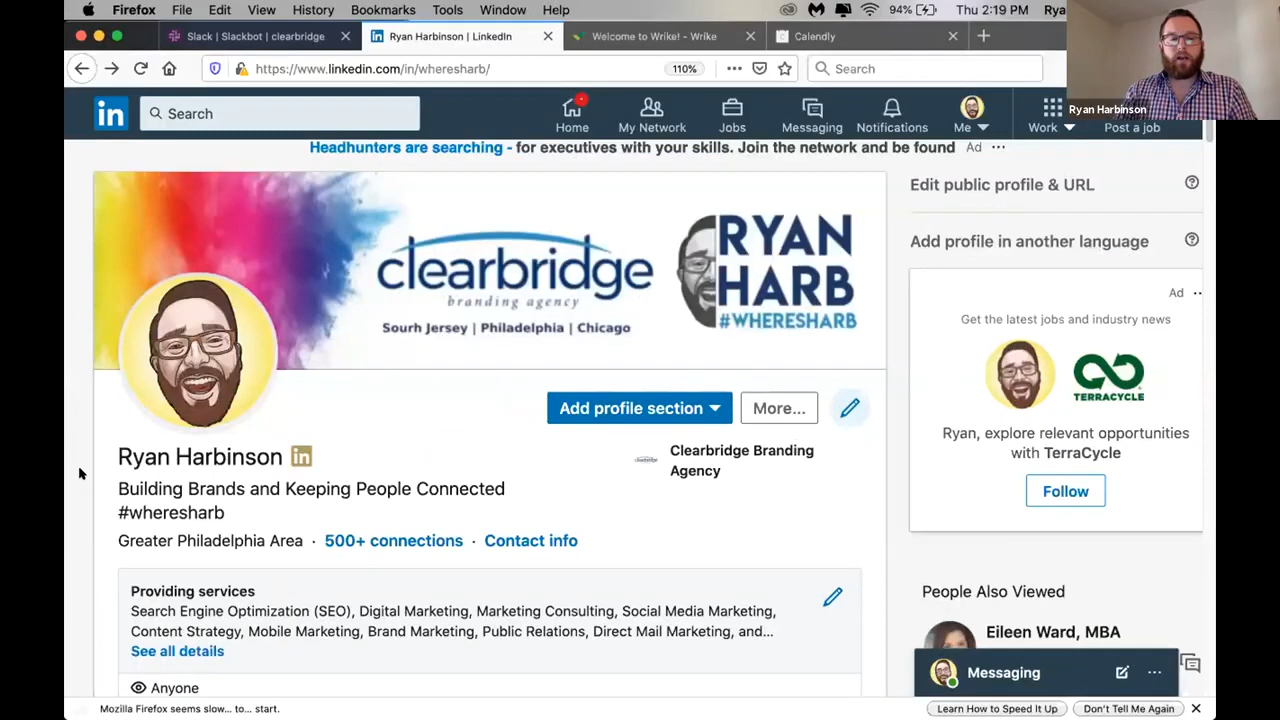 Firefox File Edit View History Bookmarks Tools Window Help 94% Thu 2:19 PM Rya
Slack | Slackbot | clearbridge
Ryan Harbinson | LinkedIn
Welcome to Wrike! - Wrike
Calendly
https://www.linkedin.com/in/wheresharb/ 110% Search
Ryan Harbinson
in Search Home My Network Jobs Messaging Notifications Me Work Post a job
Headhunters are searching - for executives with your skills. Join the network and be found Ad
clearbridge
branding agency
Sourh Jersey | Philadelphia | Chicago
RYAN
HARB
#WHERESHARB
Add profile section More...
Ryan Harbinson in
Building Brands and Keeping People Connected
#wheresharb
Greater Philadelphia Area · 500+ connections · Contact info
clearbridge
Clearbridge Branding
Agency
Providing services
Search Engine Optimization (SEO), Digital Marketing, Marketing Consulting, Social Media Marketing,
Content Strategy, Mobile Marketing, Brand Marketing, Public Relations, Direct Mail Marketing, and...
See all details
Anyone
Edit public profile & URL
Add profile in another language
Ad
Get the latest jobs and industry news
TERRACYCLE
Ryan, explore relevant opportunities
with TerraCycle
Follow
People Also Viewed
Eileen Ward, MBA
Messaging
Mozilla Firefox seems slow... to... start. Learn How to Speed It Up Don't Tell Me Again